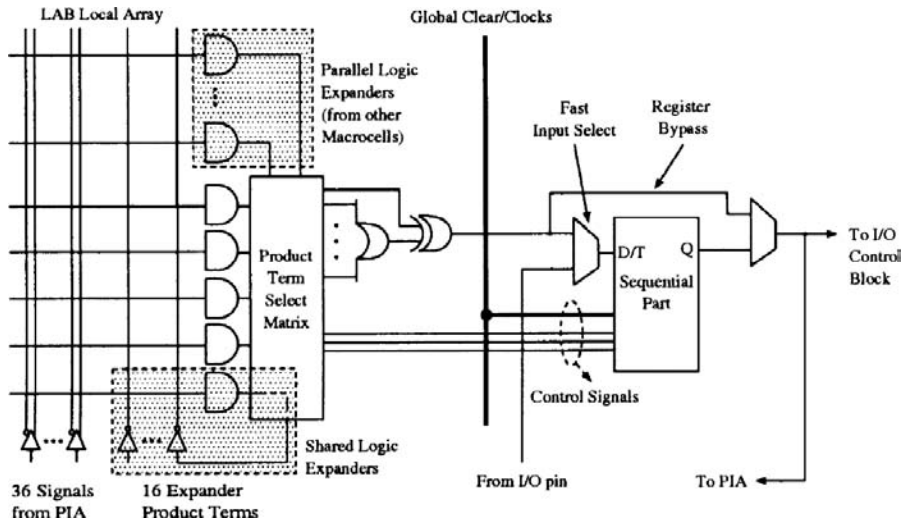 LAB Local Array
Global Clear/Clocks
Parallel Logic
Expanders
(from other
Macrocells)
Fast
Input Select
Register
Bypass
Product
Term
Select
Matrix
D/T
Q
Sequential
Part
To I/O
Control
Block
Control Signals
Shared Logic
Expanders
36 Signals
from PIA
16 Expander
Product Terms
From I/O pin
To PIA